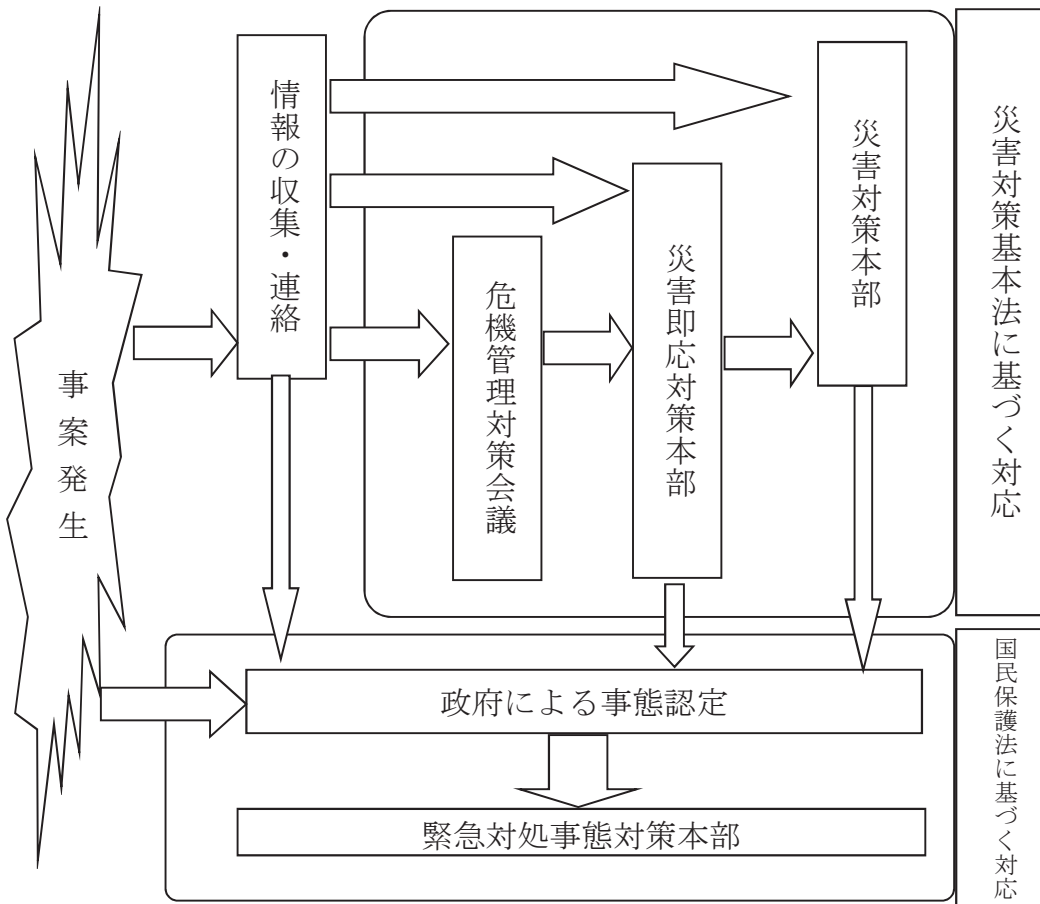 事案発生
情報の収集・連絡
危機管理対策会議
災害即応対策本部
災害対策本部
災害対策基本法に基づく対応
政府による事態認定
緊急対処事態対策本部
国民保護法に基づく対応